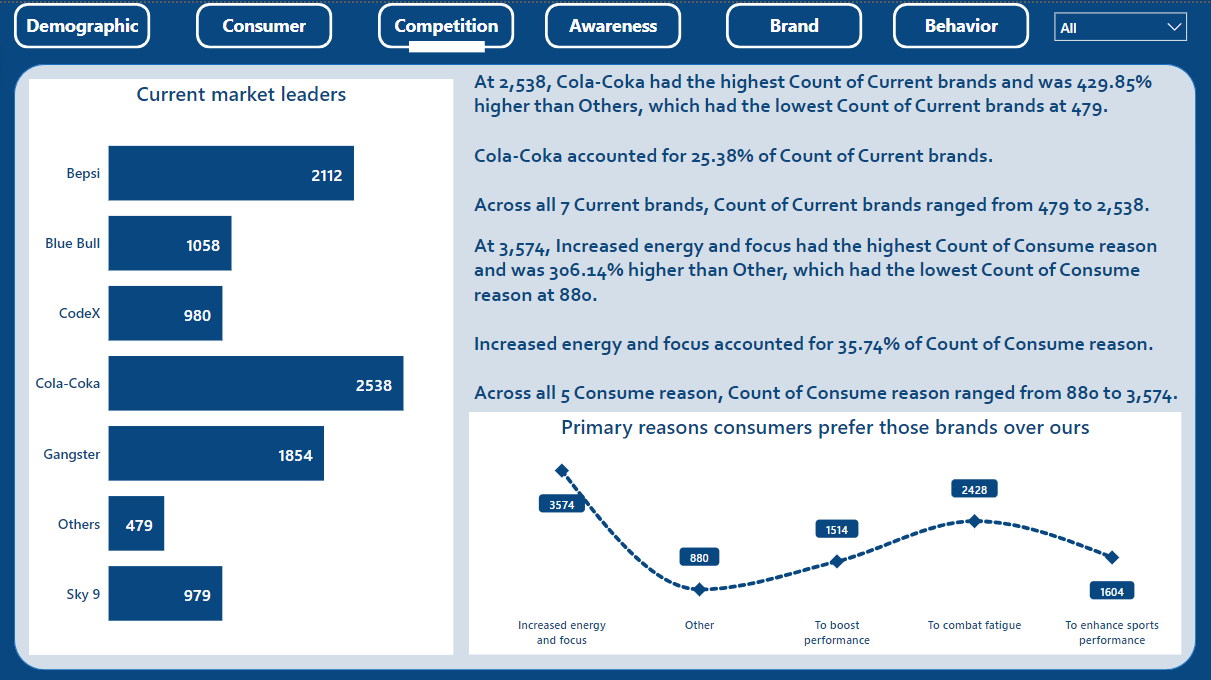 Demographic
Consumer
Competition
Awareness
Brand
Behavior
All
Current market leaders
Bepsi
2112
Blue Bull
1058
CodeX
980
Cola-Coka
2538
Gangster
1854
Others
479
Sky 9
979
At 2,538, Cola-Coka had the highest Count of Current brands and was 429.85%
higher than Others, which had the lowest Count of Current brands at 479.
Cola-Coka accounted for 25.38% of Count of Current brands.
Across all 7 Current brands, Count of Current brands ranged from 479 to 2,538.
At 3,574, Increased energy and focus had the highest Count of Consume reason
and was 306.14% higher than Other, which had the lowest Count of Consume
reason at 880.
Increased energy and focus accounted for 35.74% of Count of Consume reason.
Across all 5 Consume reason, Count of Consume reason ranged from 880 to 3,574.
Primary reasons consumers prefer those brands over ours
3574
880
1514
2428
1604
Increased energy
and focus
Other
To boost
performance
To combat fatigue
To enhance sports
performance